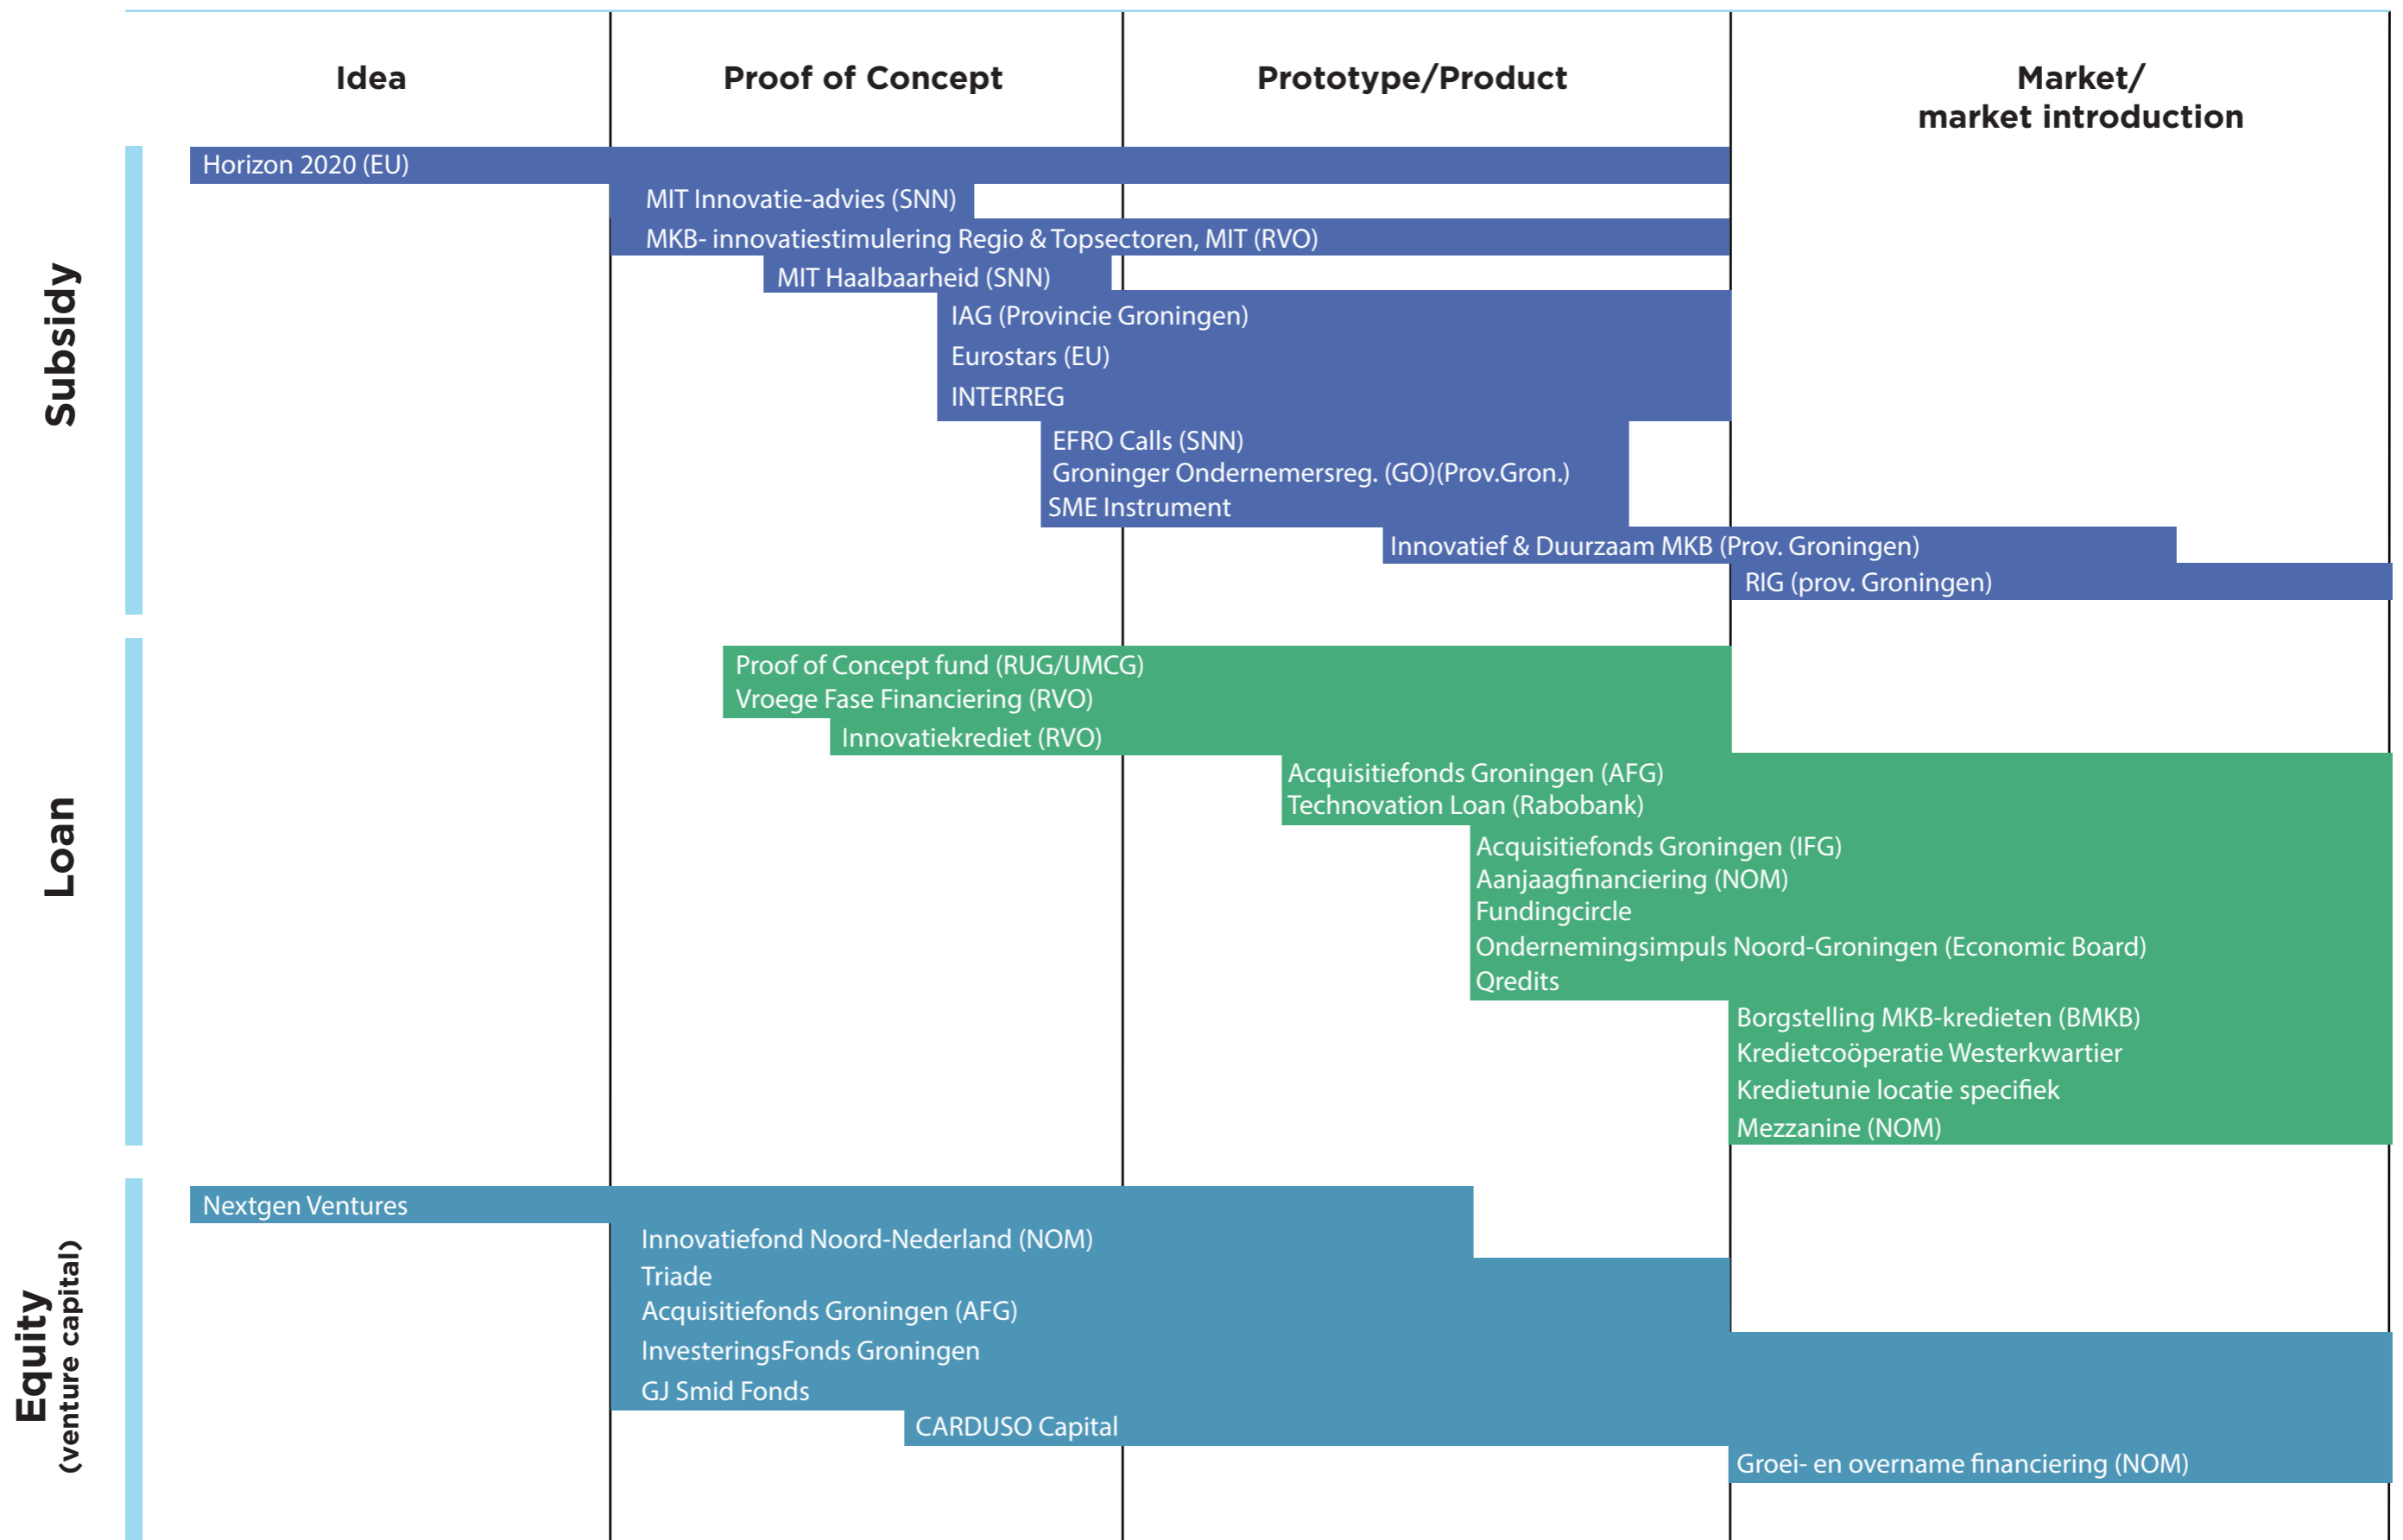 Idea
Proof of Concept
Prototype/Product
Market/
market introduction
Subsidy
Horizon 2020 (EU)
MIT Innovatie-advies (SNN)
MKB- innovatiestimulering Regio & Topsectoren, MIT (RVO)
MIT Haalbaarheid (SNN)
IAG (Provincie Groningen)
Eurostars (EU)
INTERREG
EFRO Calls (SNN)
Groninger Ondernemersreg. (GO)(Prov.Gron.)
SME Instrument
Innovatief & Duurzaam MKB (Prov. Groningen)
RIG (prov. Groningen)
Loan
Proof of Concept fund (RUG/UMCG)
Vroege Fase Financiering (RVO)
Innovatiekrediet (RVO)
Acquisitiefonds Groningen (AFG)
Technovation Loan (Rabobank)
Acquisitiefonds Groningen (IFG)
Aanjaagfinanciering (NOM)
Fundingcircle
Ondernemingsimpuls Noord-Groningen (Economic Board)
Qredits
Borgstelling MKB-kredieten (BMKB)
Kredietcoöperatie Westerkwartier
Kredietunie locatie specifiek
Mezzanine (NOM)
Equity
(venture capital)
Nextgen Ventures
Innovatiefond Noord-Nederland (NOM)
Triade
Acquisitiefonds Groningen (AFG)
InvesteringsFonds Groningen
GJ Smid Fonds
CARDUSO Capital
Groei- en overname financiering (NOM)